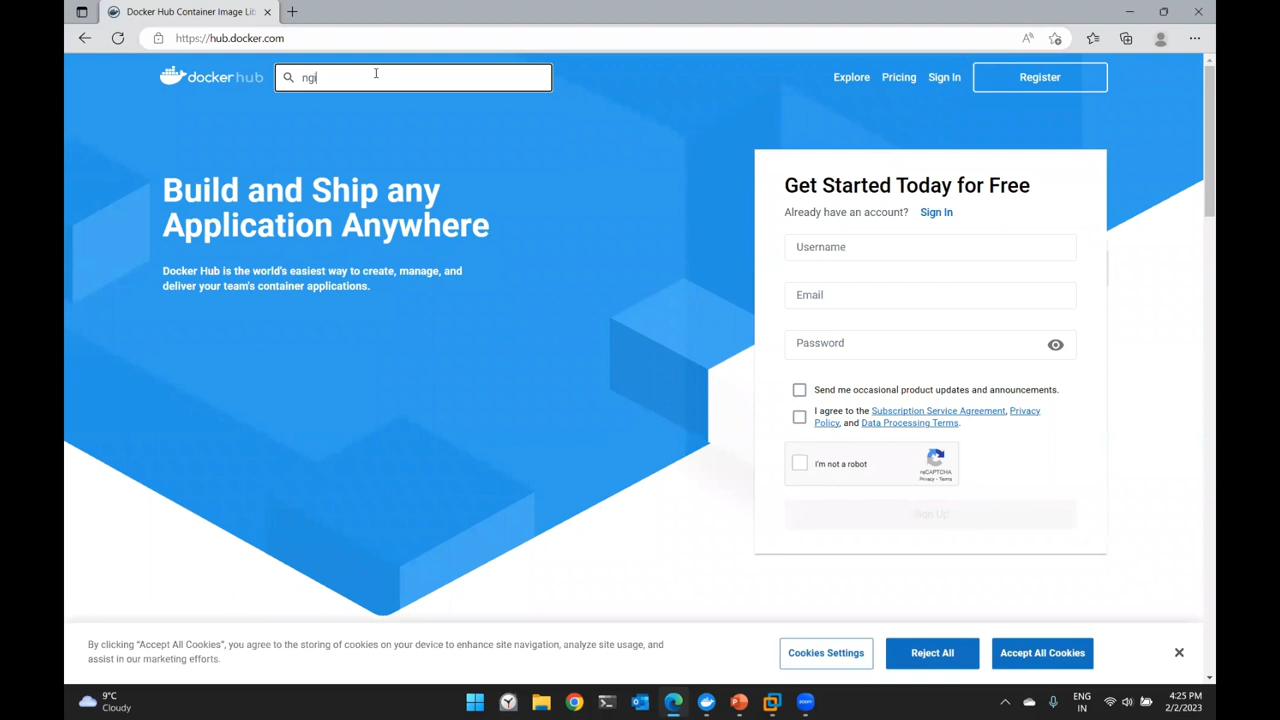 Docker Hub Container Image Lib
https://hub.docker.com
docker hub
ngi
Explore
Pricing
Sign In
Register
Build and Ship any
Application Anywhere
Docker Hub is the world's easiest way to create, manage, and
deliver your team's container applications.
Get Started Today for Free
Already have an account? Sign In
Username
Email
Password
Send me occasional product updates and announcements.
I agree to the Subscription Service Agreement, Privacy
Policy, and Data Processing Terms.
I'm not a robot
reCAPTCHA
Privacy - Terms
Sign Up
By clicking "Accept All Cookies", you agree to the storing of cookies on your device to enhance site navigation, analyze site usage, and
assist in our marketing efforts.
Cookies Settings
Reject All
Accept All Cookies
9°C
Cloudy
ENG
IN
4:25 PM
2/2/2023